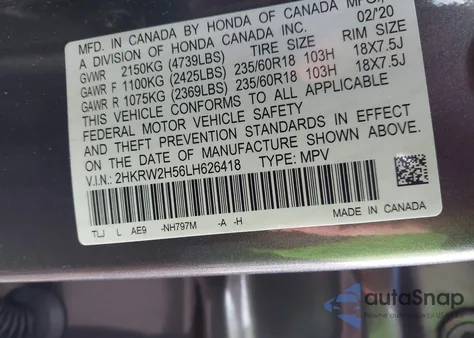 MFD. IN CANADA BY HONDA OF CANADA MFG.,
A DIVISION OF HONDA CANADA INC. 02/20
GVWR 2150KG (4739LBS) TIRE SIZE RIM SIZE
GAWR F 1100KG (2425LBS) 235/60R18 103H 18X7.5J
GAWR R 1075KG (2369LBS) 235/60R18 103H 18X7.5J
THIS VEHICLE CONFORMS TO ALL APPLICABLE
FEDERAL MOTOR VEHICLE SAFETY
AND THEFT PREVENTION STANDARDS IN EFFECT
ON THE DATE OF MANUFACTURE SHOWN ABOVE.
V.I.N.: 2HKRW2H56LH626418 TYPE: MPV
TLJ L AE9 -NH797M -A -H MADE IN CANADA
autoSnap